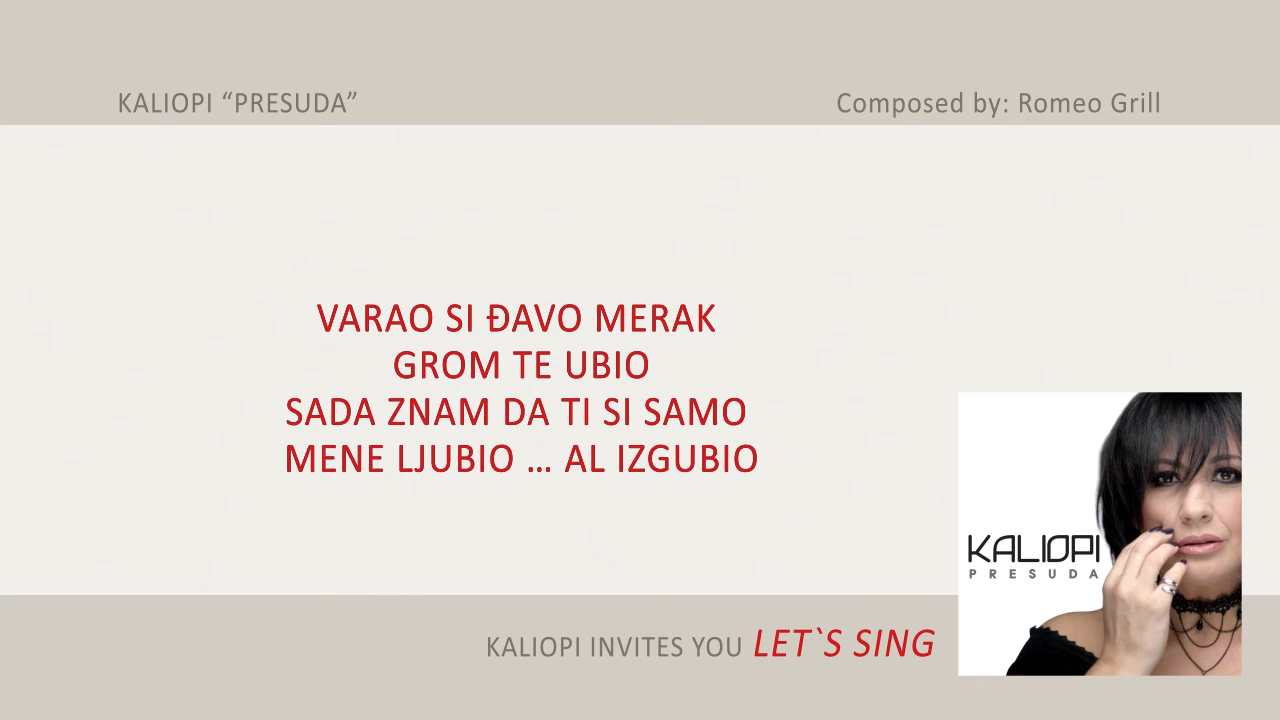 KALIOPI “PRESUDA”
Composed by: Romeo Grill
VARAO SI ĐAVO MERAK
GROM TE UBIO
SADA ZNAM DA TI SI SAMO
MENE LJUBIO ... AL IZGUBIO
KALIOPI
PRESUDA
KALIOPI INVITES YOU LET`S SING